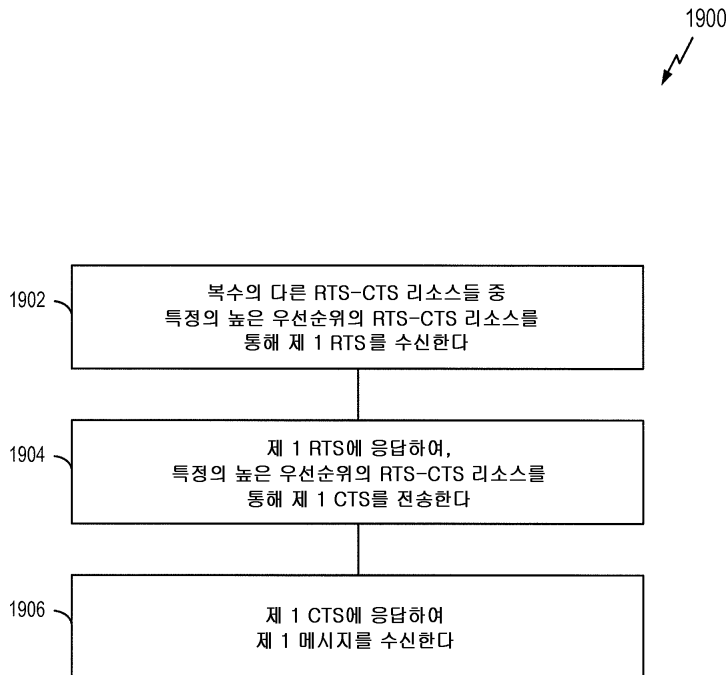 1900
1902
복수의 다른 RTS-CTS 리소스들 중
특정의 높은 우선순위의 RTS-CTS 리소스를
통해 제 1 RTS를 수신한다
1904
제 1 RTS에 응답하여,
특정의 높은 우선순위의 RTS-CTS 리소스를
통해 제 1 CTS를 전송한다
1906
제 1 CTS에 응답하여
제 1 메시지를 수신한다